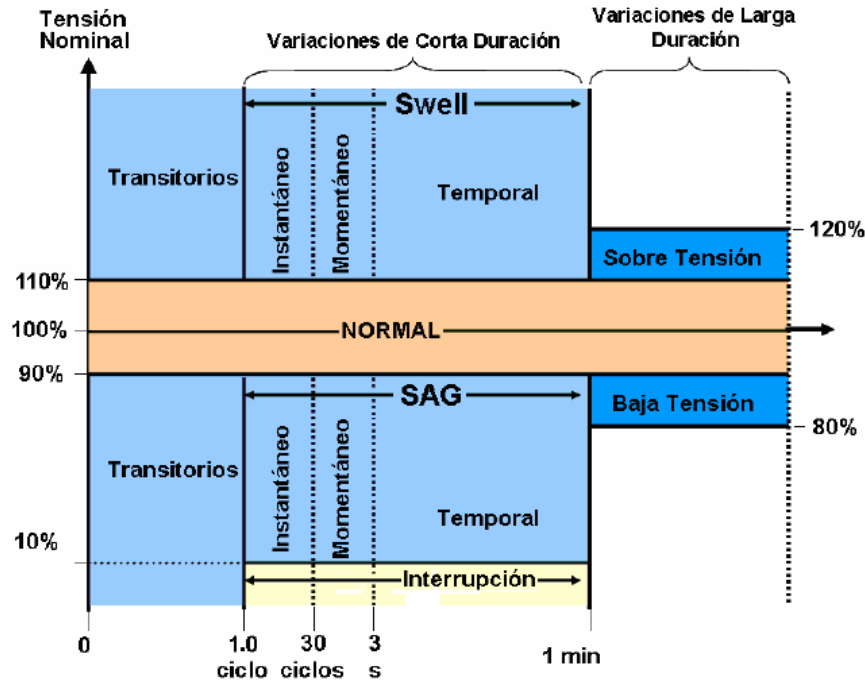 Tensión
Nominal
Variaciones de Corta Duración
Variaciones de Larga
Duración
Swell
Transitorios
Instantáneo
Momentáneo
Temporal
120%
Sobre Tensión
110%
100%
NORMAL
90%
SAG
Baja Tensión
80%
Transitorios
Instantáneo
Momentáneo
Temporal
10%
Interrupción
0
1.0
ciclo
30
ciclos
3
s
1 min